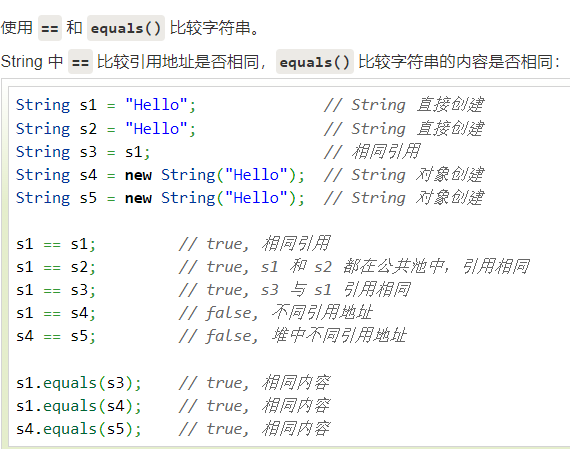 使用 == 和 equals() 比较字符串。
String 中 == 比较引用地址是否相同，equals() 比较字符串的内容是否相同：
String s1 = "Hello";              // String 直接创建
String s2 = "Hello";              // String 直接创建
String s3 = s1;                   // 相同引用
String s4 = new String("Hello");  // String 对象创建
String s5 = new String("Hello");  // String 对象创建
s1 == s1;         // true, 相同引用
s1 == s2;         // true, s1 和 s2 都在公共池中，引用相同
s1 == s3;         // true, s3 与 s1 引用相同
s1 == s4;         // false, 不同引用地址
s4 == s5;         // false, 堆中不同引用地址
s1.equals(s3);    // true, 相同内容
s1.equals(s4);    // true, 相同内容
s4.equals(s5);    // true, 相同内容